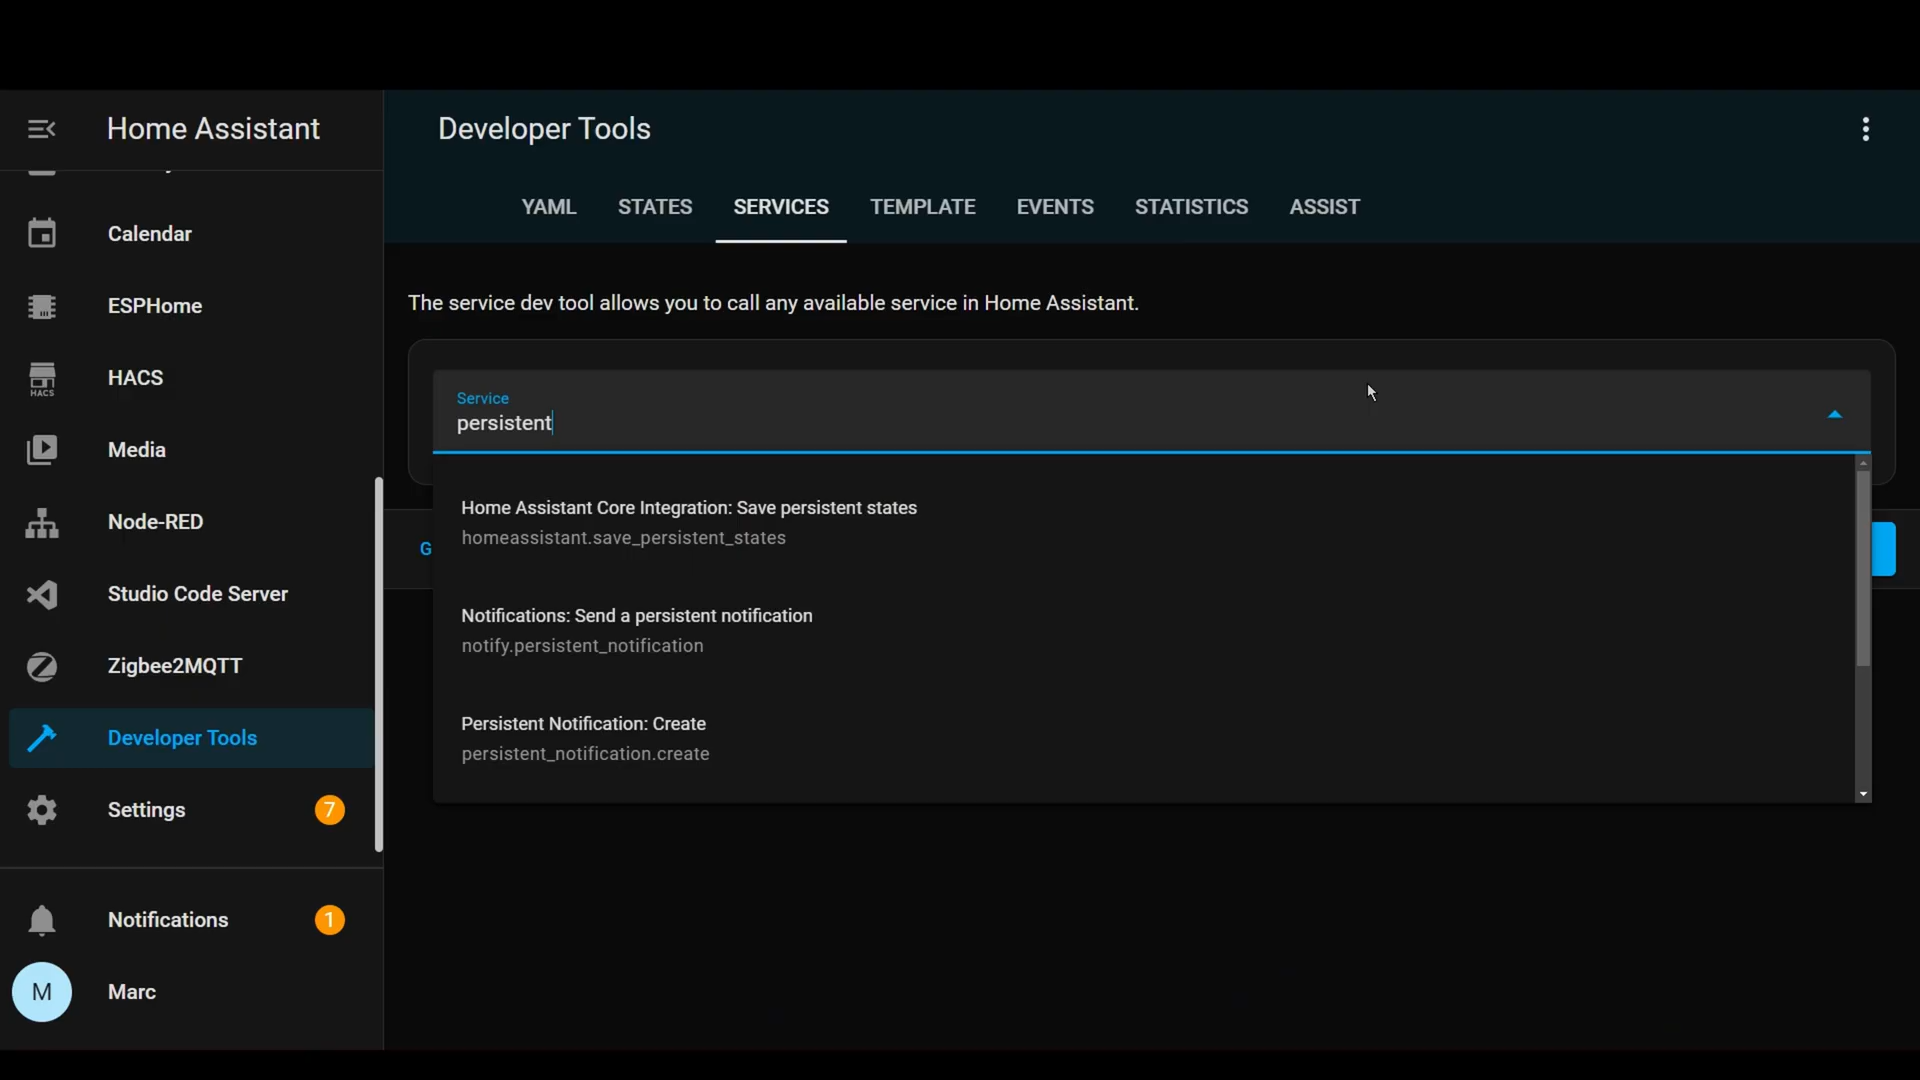 Home Assistant
Calendar
ESPHome
HACS
HACS
Media
Node-RED
Studio Code Server
Zigbee2MQTT
Developer Tools
Settings
7
Notifications
1
M
Marc
Developer Tools
YAML STATES SERVICES TEMPLATE EVENTS STATISTICS ASSIST
The service dev tool allows you to call any available service in Home Assistant.
Service
persistent
Home Assistant Core Integration: Save persistent states
homeassistant.save_persistent_states
Notifications: Send a persistent notification
notify.persistent_notification
Persistent Notification: Create
persistent_notification.create
G